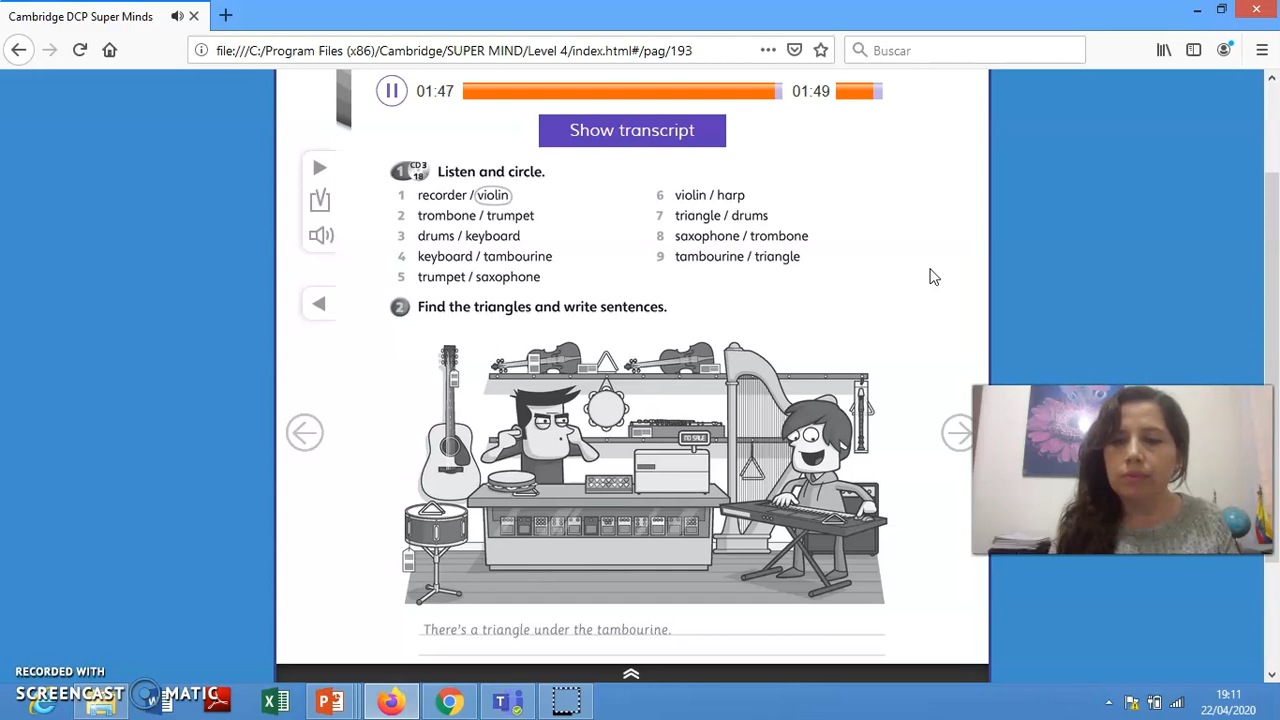 Cambridge DCP Super Minds
file:///C:/Program Files (x86)/Cambridge/SUPER MIND/Level 4/index.html#/pag/193
Buscar
01:47
01:49
Show transcript
1 CD3 18 Listen and circle.
1 recorder / violin
2 trombone / trumpet
3 drums / keyboard
4 keyboard / tambourine
5 trumpet / saxophone
6 violin / harp
7 triangle / drums
8 saxophone / trombone
9 tambourine / triangle
2 Find the triangles and write sentences.
NO SALE
There's a triangle under the tambourine.
RECORDED WITH
SCREENCAST MATIC
19:11
22/04/2020